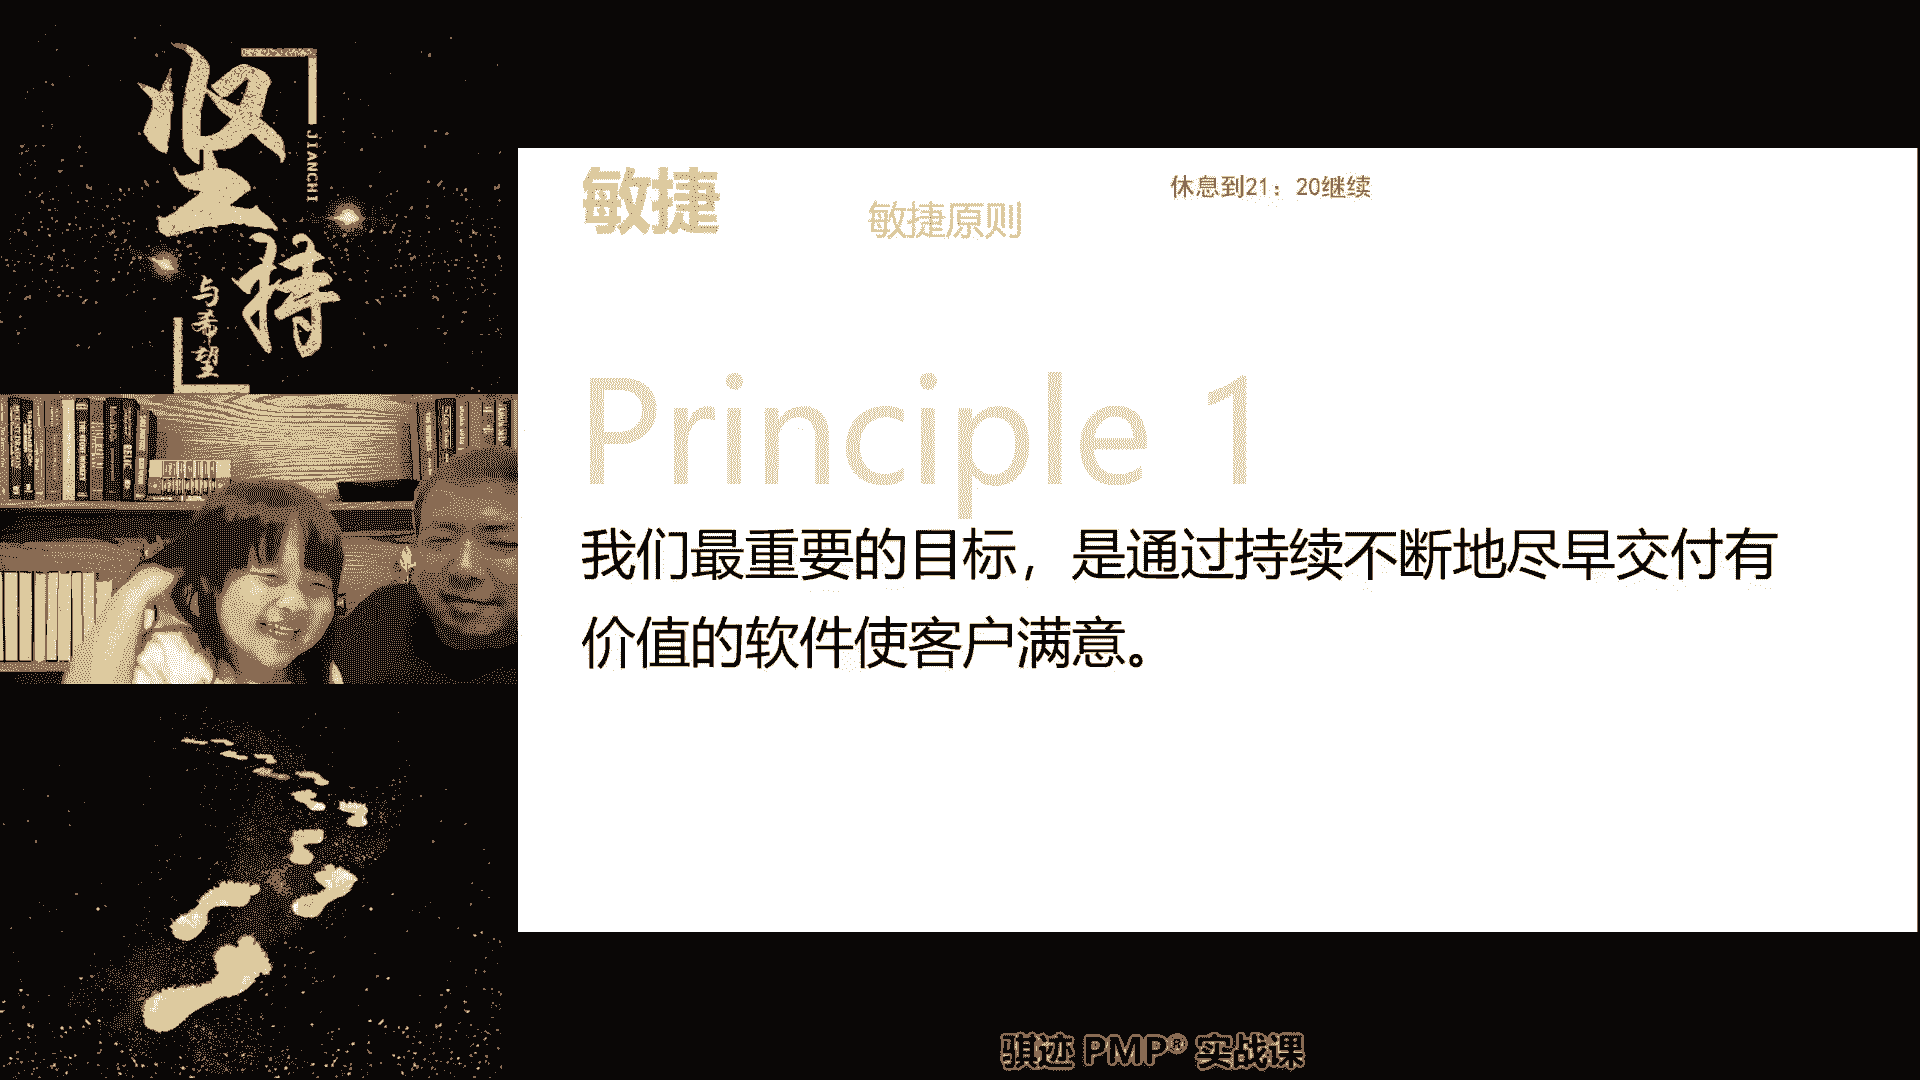 坚持
JIANCHI
与希望
敏捷
敏捷原则
休息到21：20继续
Principle 1
我们最重要的目标，是通过持续不断地尽早交付有
价值的软件使客户满意。
骐迹 PMP® 实战课